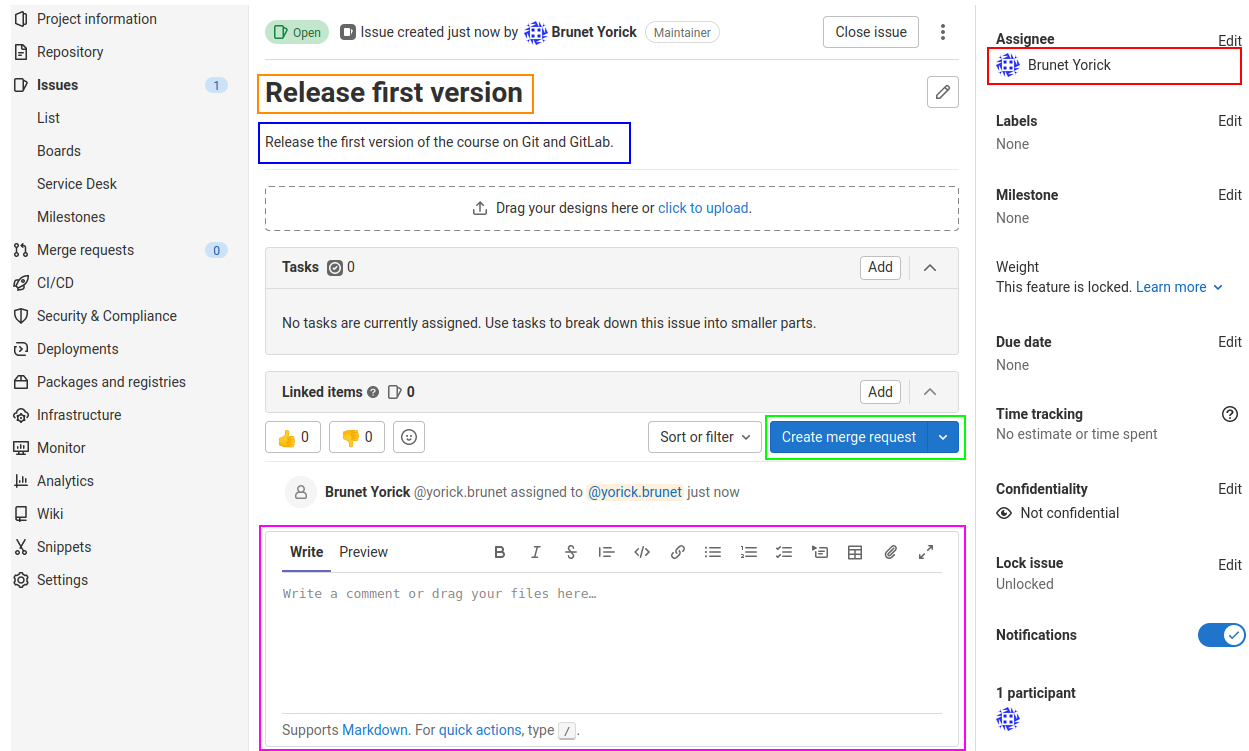 Project information
Repository
Issues 1
List
Boards
Service Desk
Milestones
Merge requests 0
CI/CD
Security & Compliance
Deployments
Packages and registries
Infrastructure
Monitor
Analytics
Wiki
Snippets
Settings
Open Issue created just now by Brunet Yorick Maintainer Close issue
Release first version
Release the first version of the course on Git and GitLab.
Drag your designs here or click to upload.
Tasks 0 Add
No tasks are currently assigned. Use tasks to break down this issue into smaller parts.
Linked items ? 0 Add
👍 0 👎 0 Sort or filter Create merge request
Brunet Yorick @yorick.brunet assigned to @yorick.brunet just now
Write Preview B I S </>
Write a comment or drag your files here…
Supports Markdown. For quick actions, type /.
Assignee Edit
Brunet Yorick
Labels Edit
None
Milestone Edit
None
Weight
This feature is locked. Learn more
Due date Edit
None
Time tracking ?
No estimate or time spent
Confidentiality Edit
Not confidential
Lock issue Edit
Unlocked
Notifications
1 participant